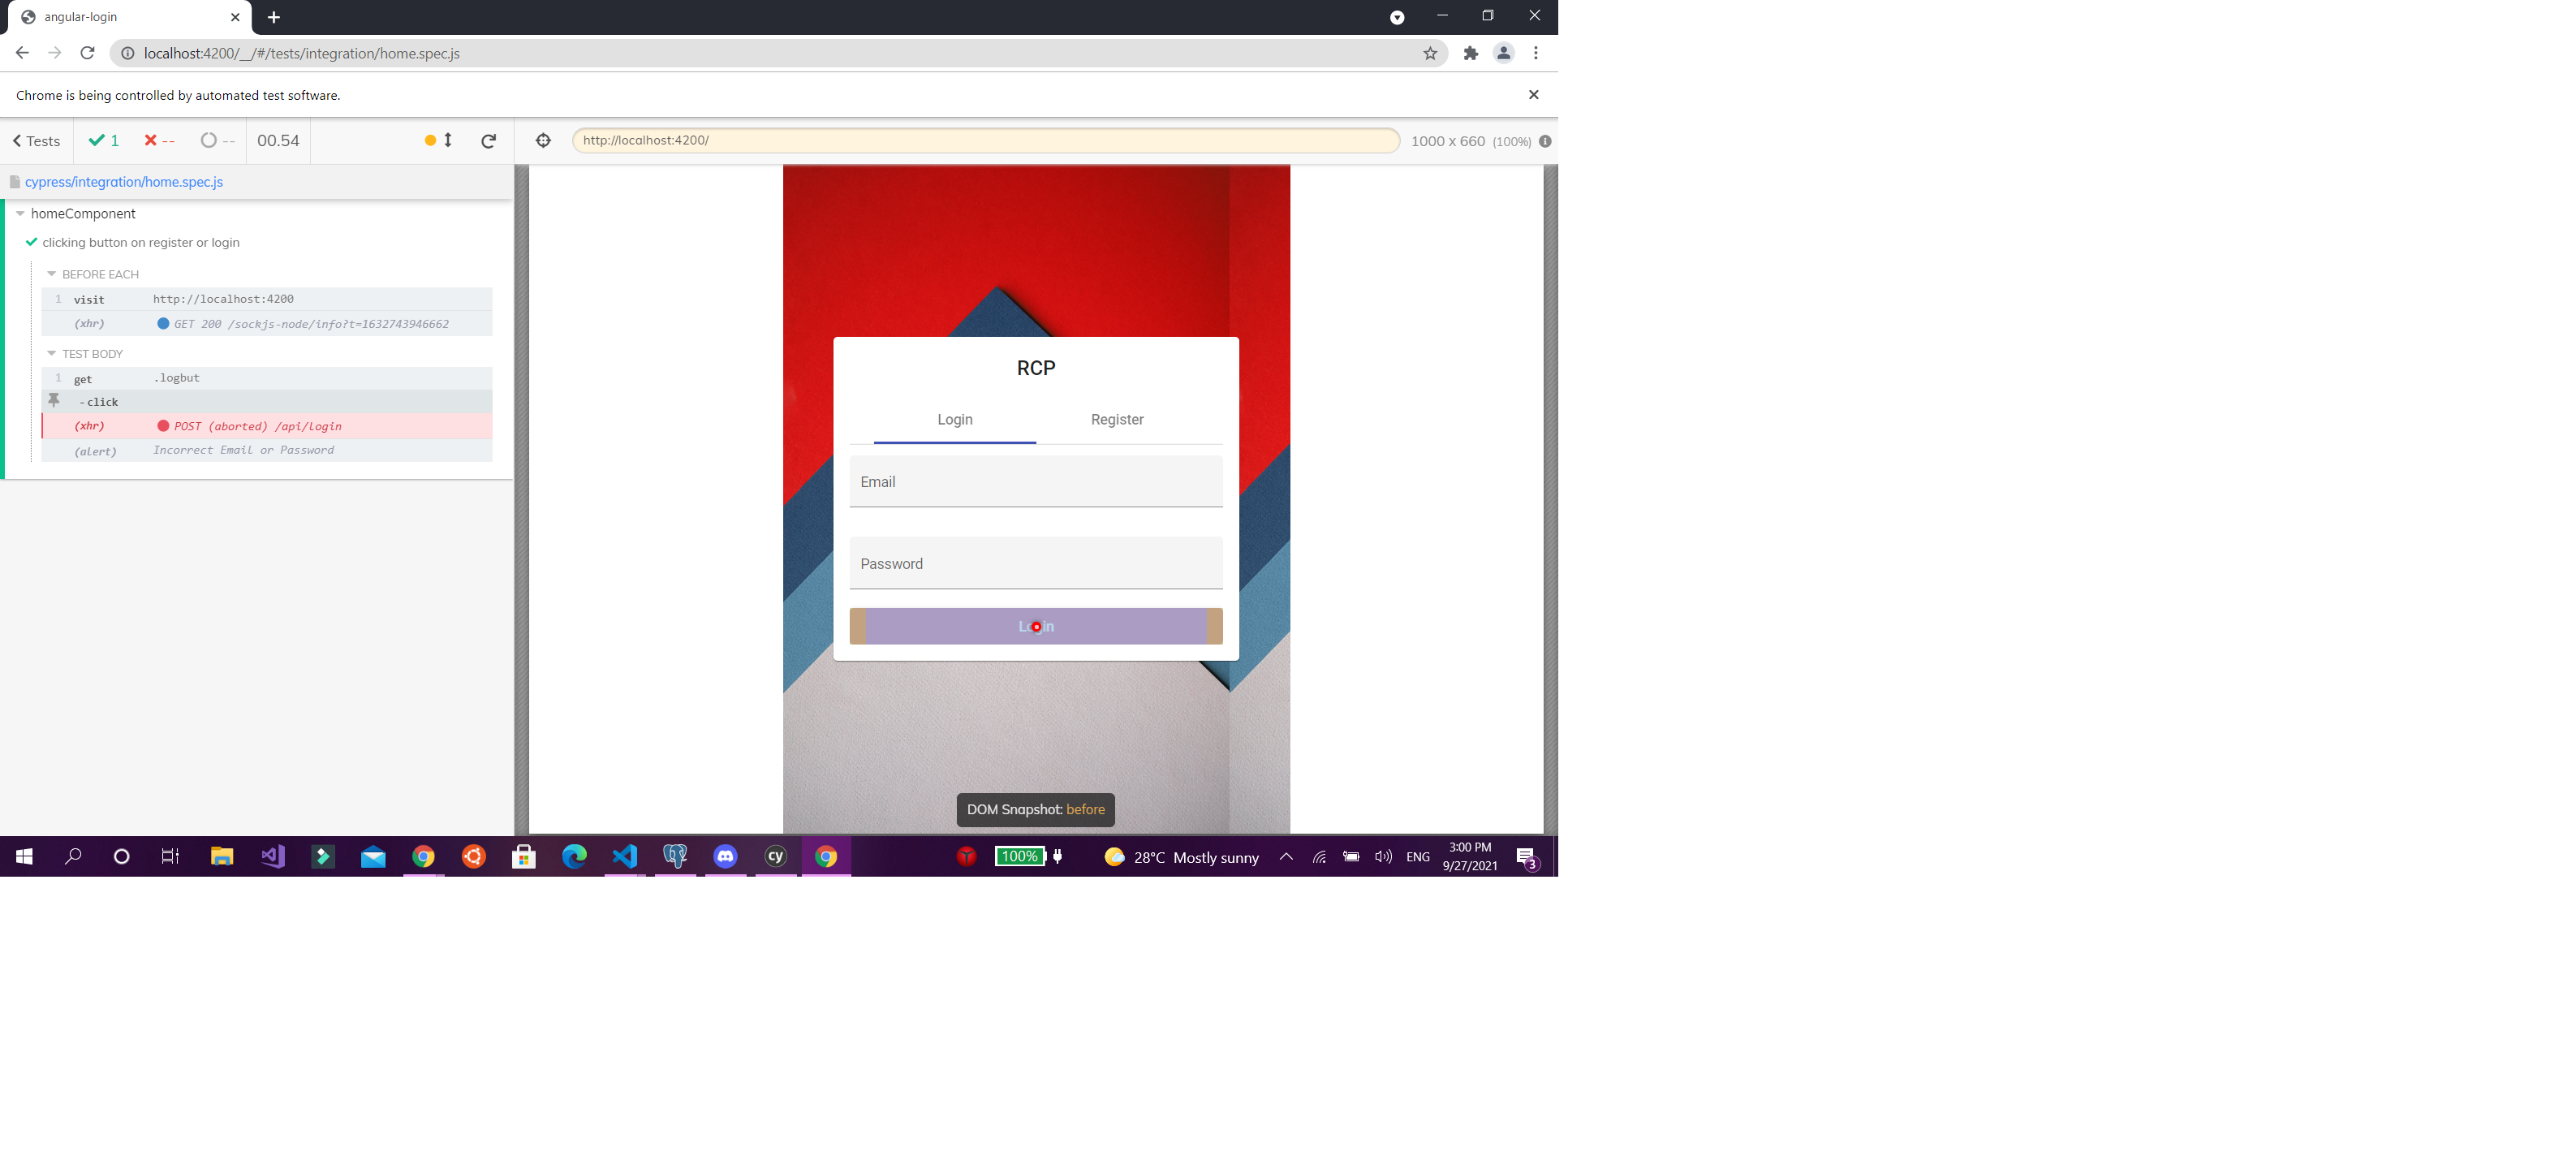 angular-login
localhost:4200/__/#/tests/integration/home.spec.js
Chrome is being controlled by automated test software.
Tests
1
--
--
00.54
http://localhost:4200/
1000 x 660 (100%)
cypress/integration/home.spec.js
homeComponent
clicking button on register or login
BEFORE EACH
1 visit http://localhost:4200
(xhr) GET 200 /sockjs-node/info?t=1632743946662
TEST BODY
1 get .logbut
-click
(xhr) POST (aborted) /api/login
(alert) Incorrect Email or Password
RCP
Login Register
Email
Password
Login
DOM Snapshot: before
cy
100%
28°C Mostly sunny
ENG
3:00 PM
9/27/2021
3